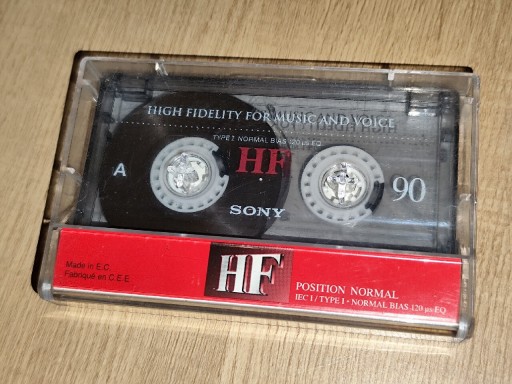 HIGH FIDELITY FOR MUSIC AND VOICE
TYPE I NORMAL BIAS 120 µs EQ
A
HF
90
SONY
Made in E.C.
Fabriqué en C.E.E.
HF
POSITION NORMAL
IEC I / TYPE I • NORMAL BIAS 120 µs EQ